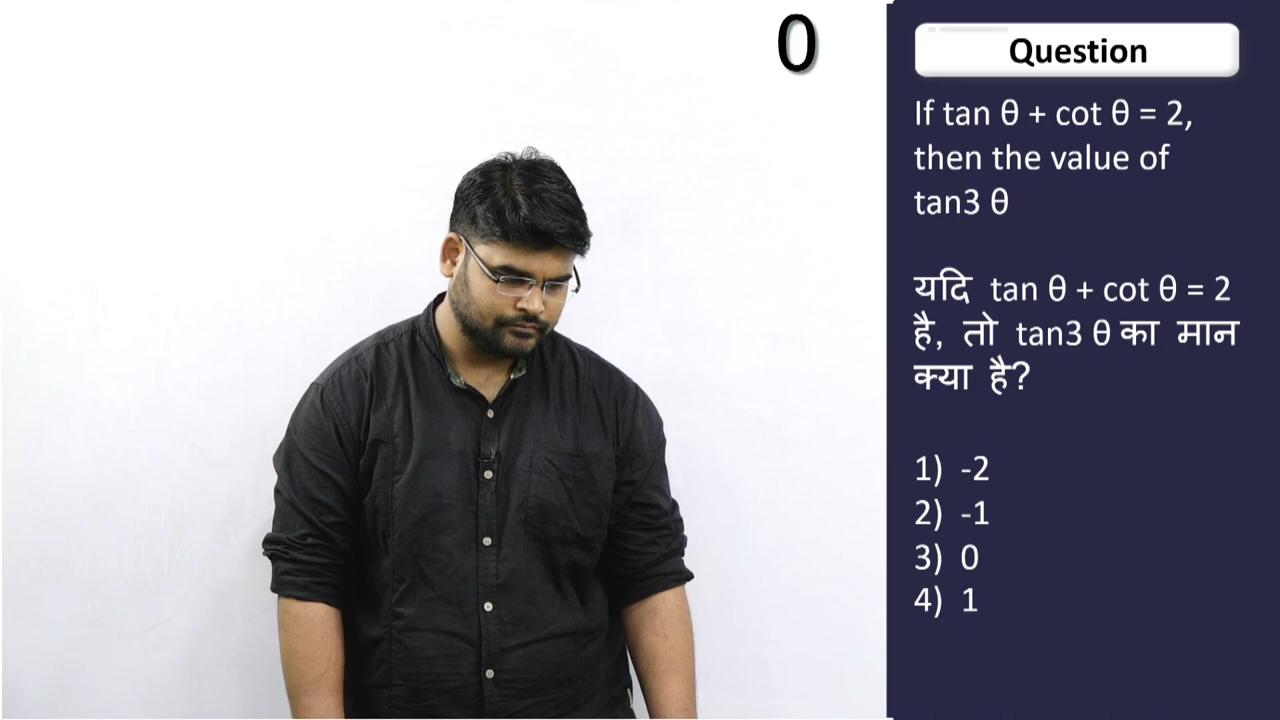 0
Question
If tan θ + cot θ = 2,
then the value of
tan3 θ
यदि tan θ + cot θ = 2
है, तो tan3 θ का मान
क्या है?
1) -2
2) -1
3) 0
4) 1